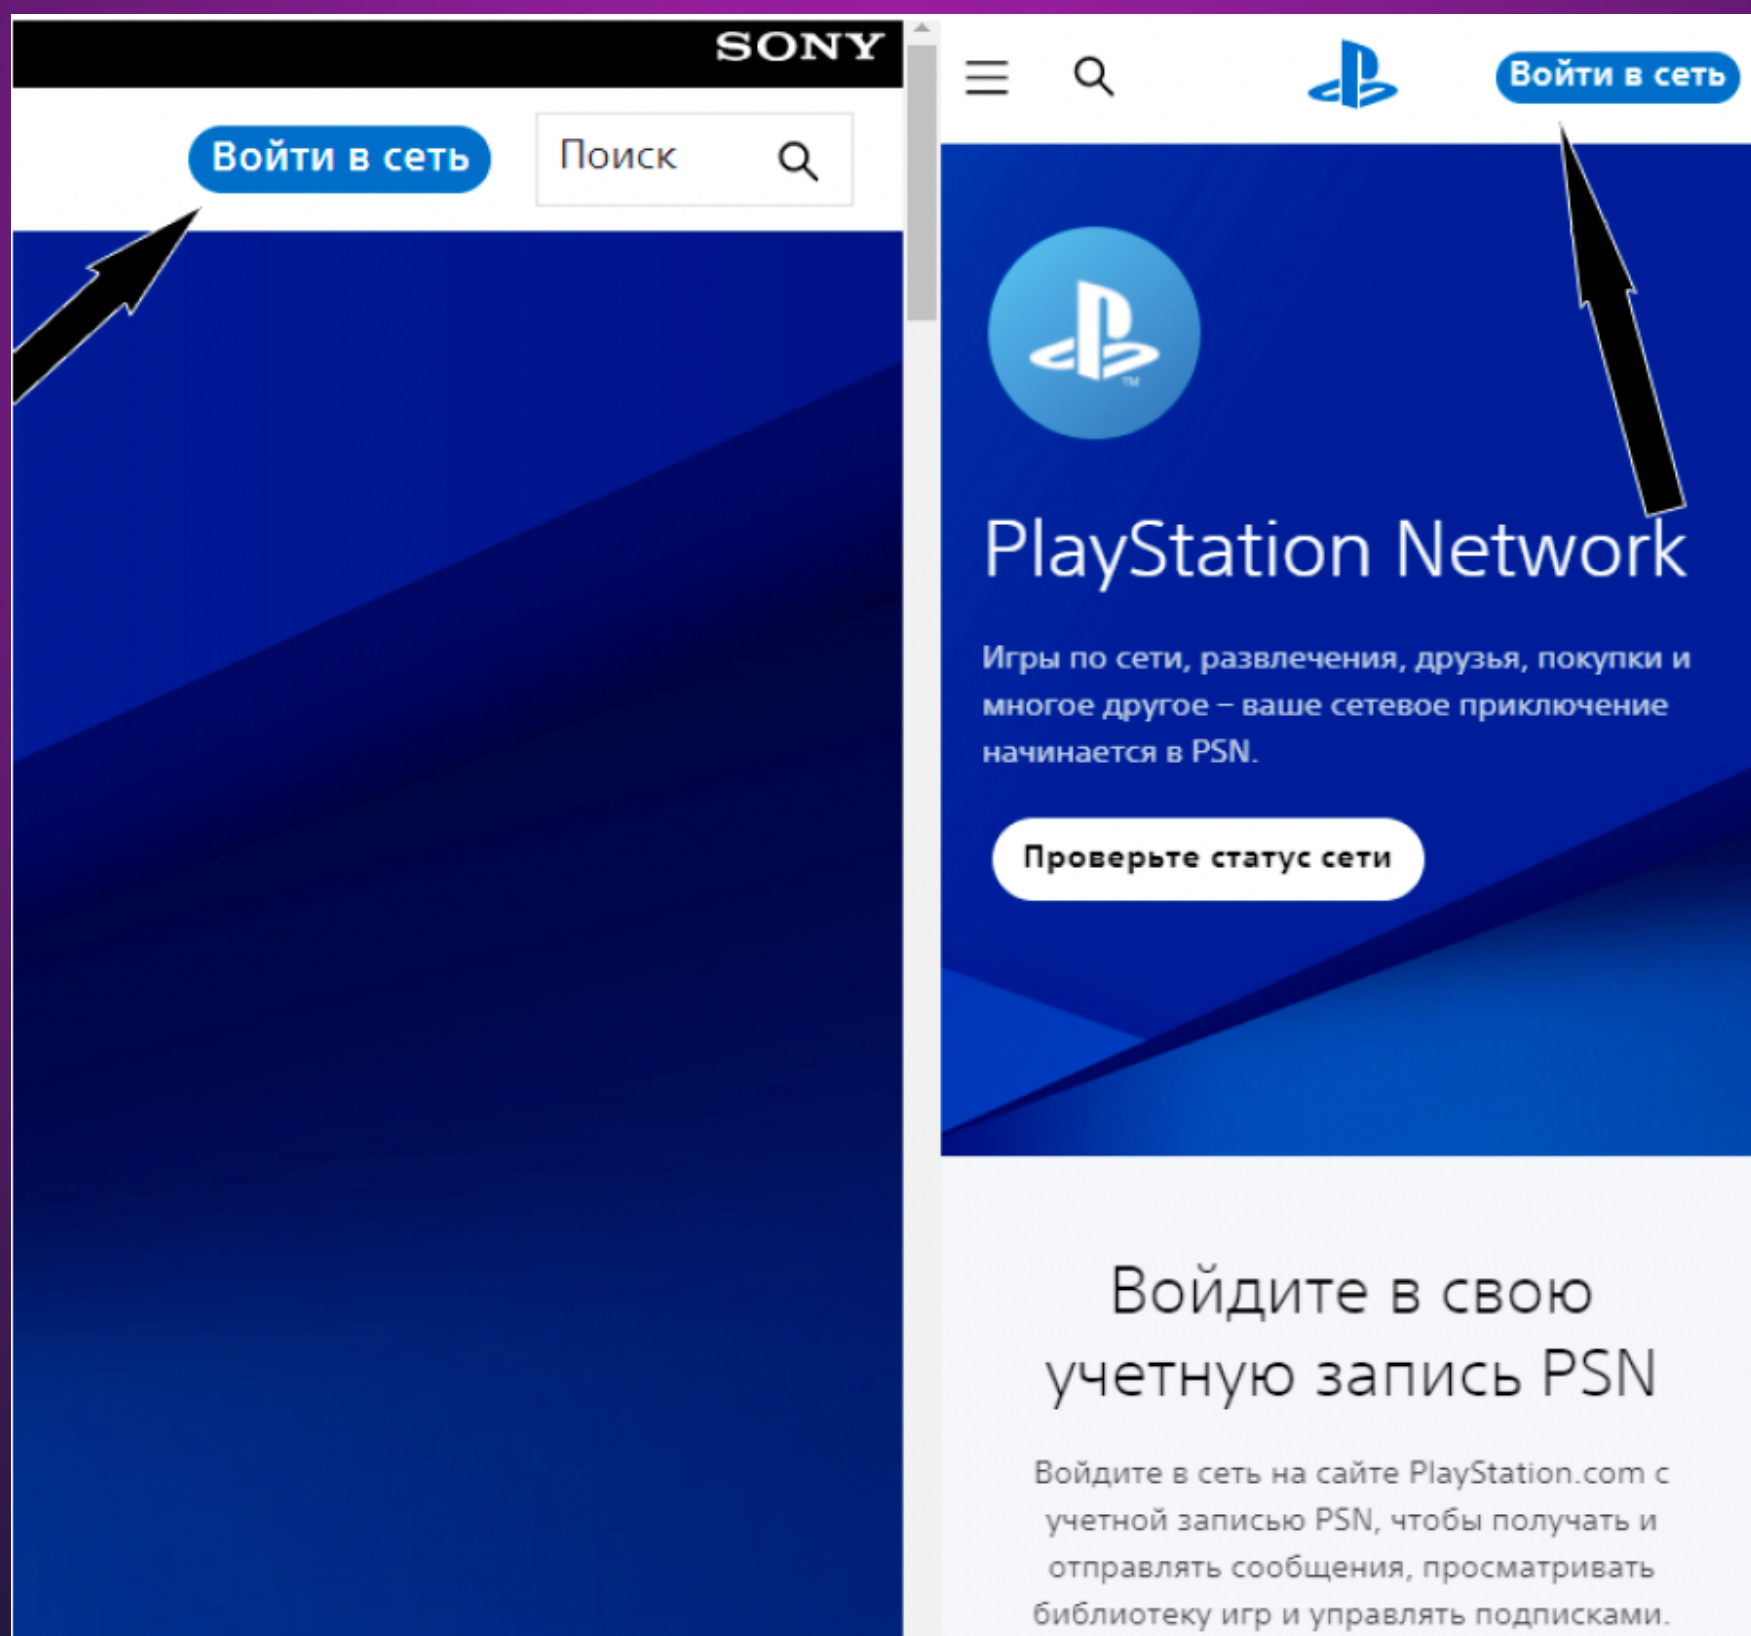 SONY
Войти в сеть
Поиск
Войти в сеть
TM
PlayStation Network
Игры по сети, развлечения, друзья, покупки и
многое другое – ваше сетевое приключение
начинается в PSN.
Проверьте статус сети
Войдите в свою
учетную запись PSN
Войдите в сеть на сайте PlayStation.com с
учетной записью PSN, чтобы получать и
отправлять сообщения, просматривать
библиотеку игр и управлять подписками.